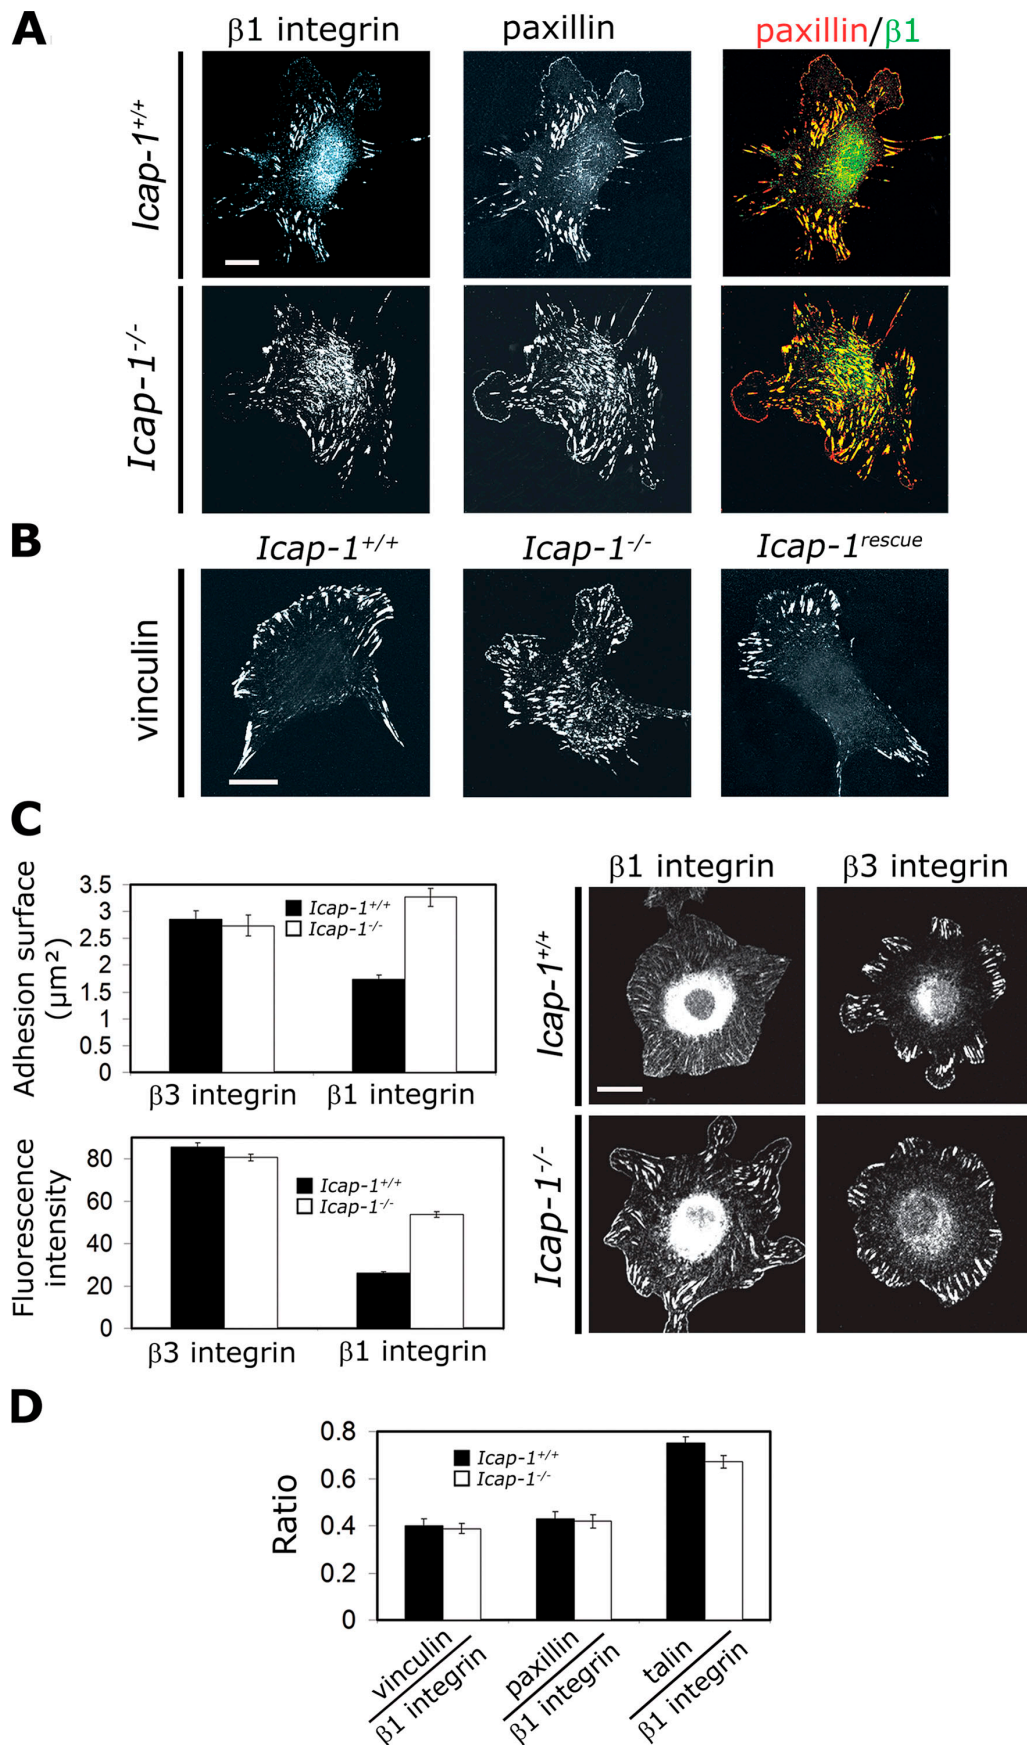 A
β1 integrin
paxillin
paxillin/β1
Icap-1+/+
Icap-1-/-
B
Icap-1+/+
Icap-1-/-
Icap-1rescue
vinculin
C
Adhesion surface
(µm²)
3.5
3
2.5
2
1.5
1
0.5
0
Icap-1+/+
Icap-1-/-
β3 integrin
β1 integrin
Fluorescence
intensity
80
60
40
20
0
Icap-1+/+
Icap-1-/-
β3 integrin
β1 integrin
β1 integrin
β3 integrin
Icap-1+/+
Icap-1-/-
D
Ratio
0.8
0.6
0.4
0.2
0
Icap-1+/+
Icap-1-/-
vinculin
β1 integrin
paxillin
β1 integrin
talin
β1 integrin